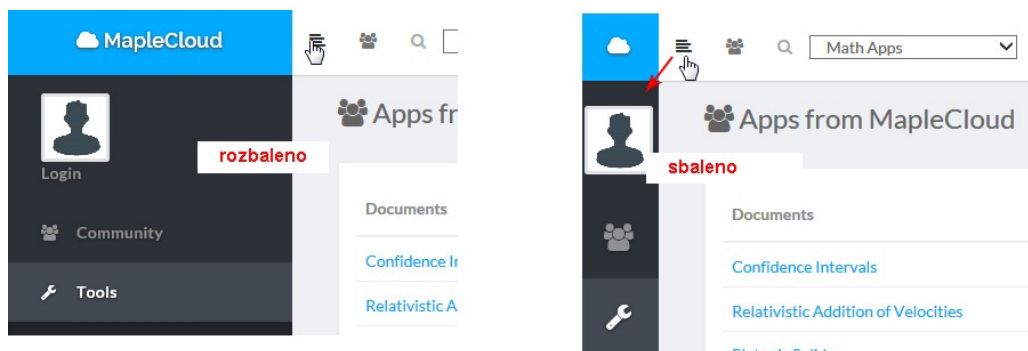 MapleCloud
Apps fr
rozbaleno
Login
Documents
Community
Confidence
Tools
Relativistic A
Math Apps
Apps from MapleCloud
sbaleno
Documents
Confidence Intervals
Relativistic Addition of Velocities